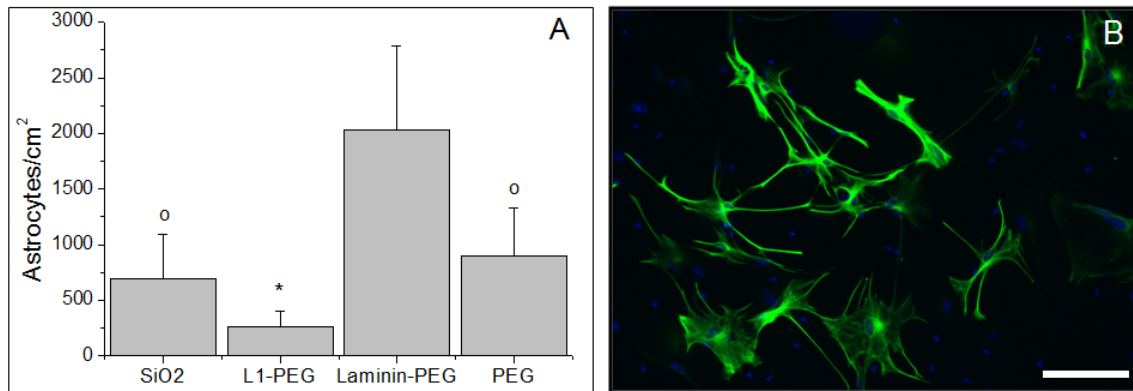 3000
A
B
2500
2000
1500
1000
500
0
Astrocytes/cm²
o
*
o
SiO2
L1-PEG
Laminin-PEG
PEG